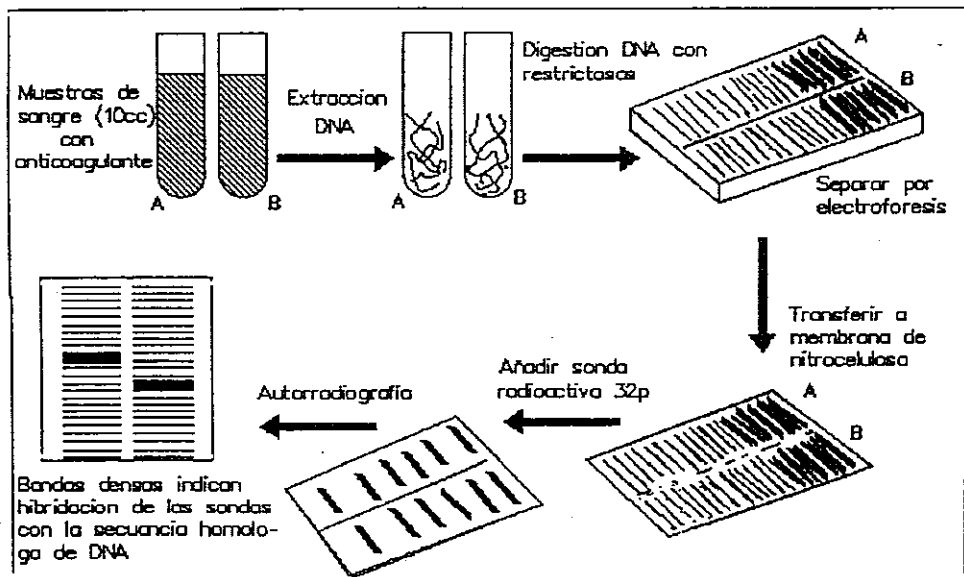 Muestras de
sangre (10cc)
con
anticoagulante
A
B
Extraccion
DNA
A
B
Digestion DNA con
restrictasas
A
B
Separar por
electroforesis
Transferir a
membrana de
nitrocelulosa
A
B
Añadir sonda
radioactiva 32p
Autorradiografía
Bandas densas indican
hibridacion de las sondas
con la secuancia homolo-
ga de DNA